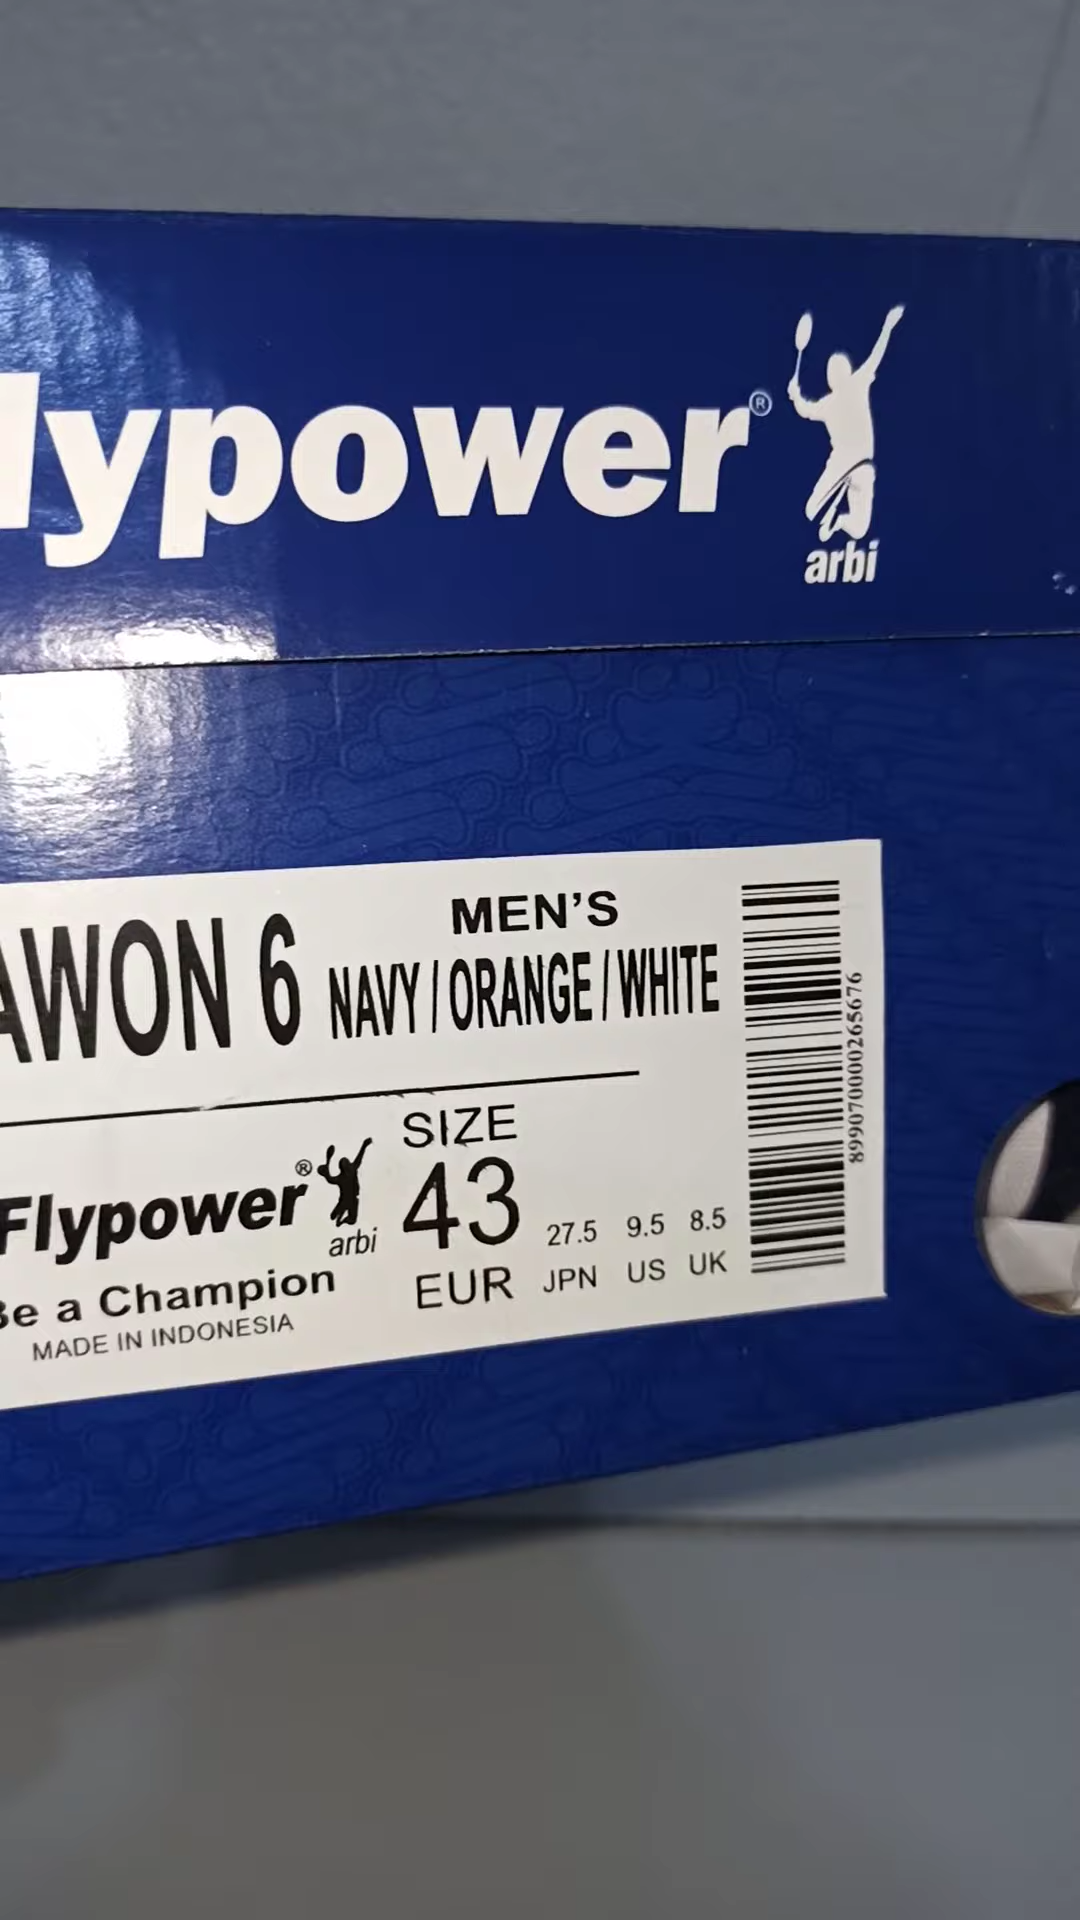 lypower®
arbi
AWON 6
MEN'S
NAVY / ORANGE / WHITE
8990700000265676
Flypower®
arbi
Be a Champion
MADE IN INDONESIA
SIZE
43
EUR
27.5
JPN
9.5
US
8.5
UK